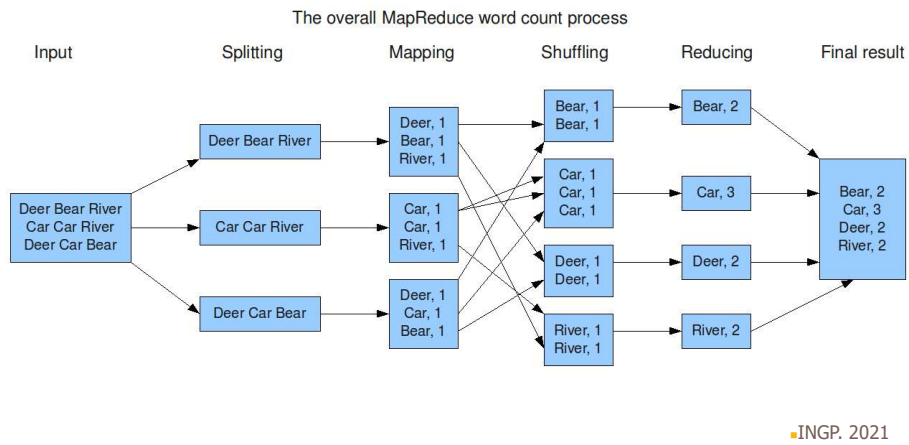 The overall MapReduce word count process
Input
Splitting
Mapping
Shuffling
Reducing
Final result
Deer Bear River
Car Car River
Deer Car Bear
Deer Bear River
Car Car River
Deer Car Bear
Deer, 1
Bear, 1
River, 1
Car, 1
Car, 1
River, 1
Deer, 1
Car, 1
Bear, 1
Bear, 1
Bear, 1
Car, 1
Car, 1
Car, 1
Deer, 1
Deer, 1
River, 1
River, 1
Bear, 2
Car, 3
Deer, 2
River, 2
Bear, 2
Car, 3
Deer, 2
River, 2
INGP. 2021